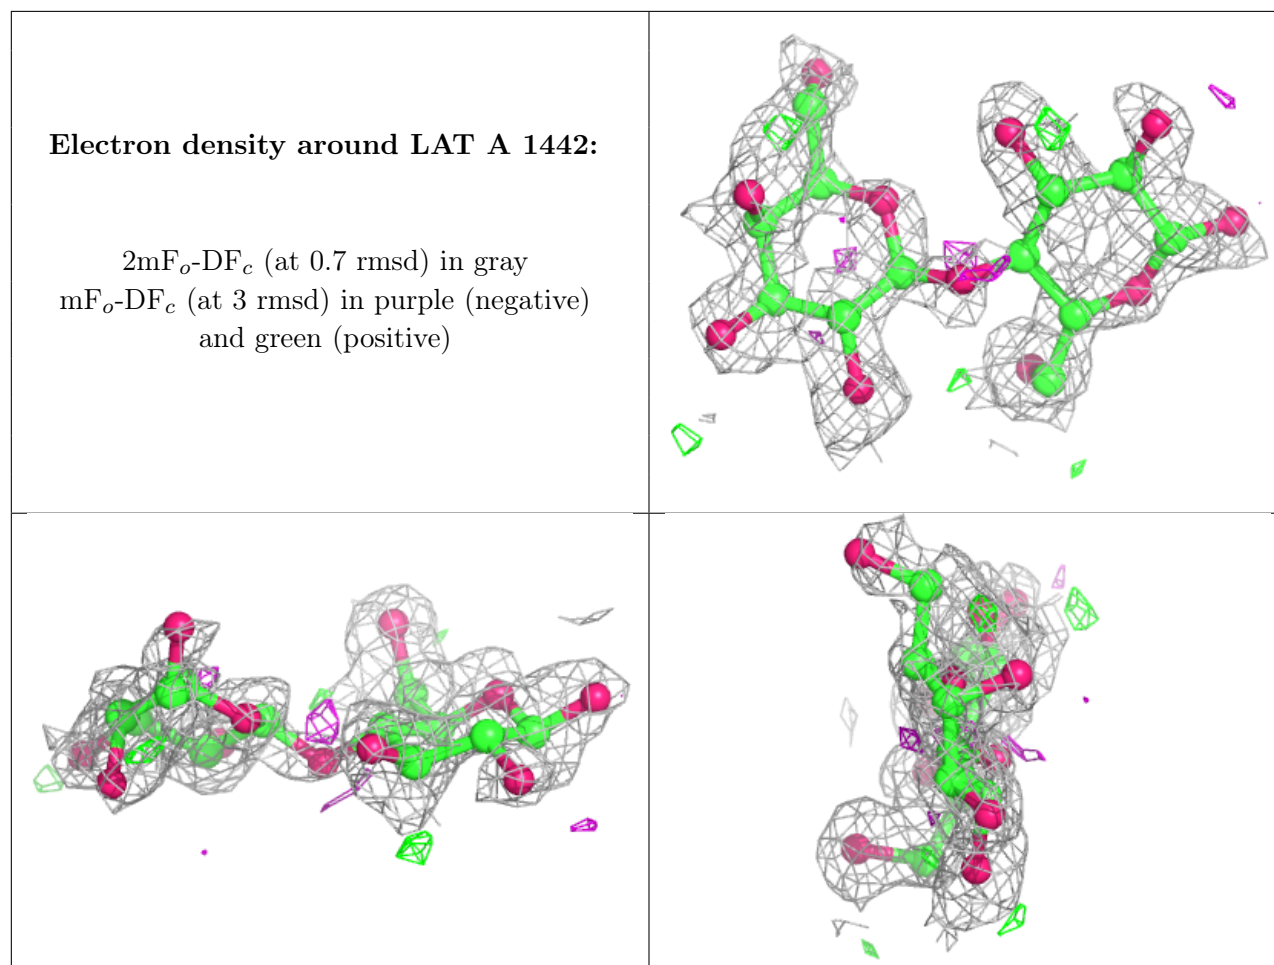 Electron density around LAT A 1442:
2mFo-DFc (at 0.7 rmsd) in gray
mFo-DFc (at 3 rmsd) in purple (negative)
and green (positive)